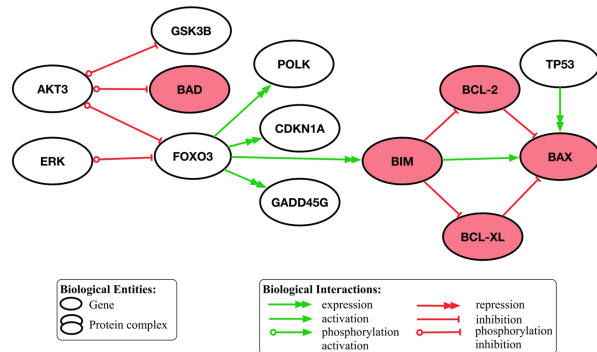 GSK3B
POLK
TP53
AKT3
BAD
BCL-2
CDKN1A
ERK
FOXO3
BIM
BAX
GADD45G
BCL-XL
Biological Entities:
Gene
Protein complex
Biological Interactions:
expression
activation
phosphorylation
activation
repression
inhibition
phosphorylation
inhibition